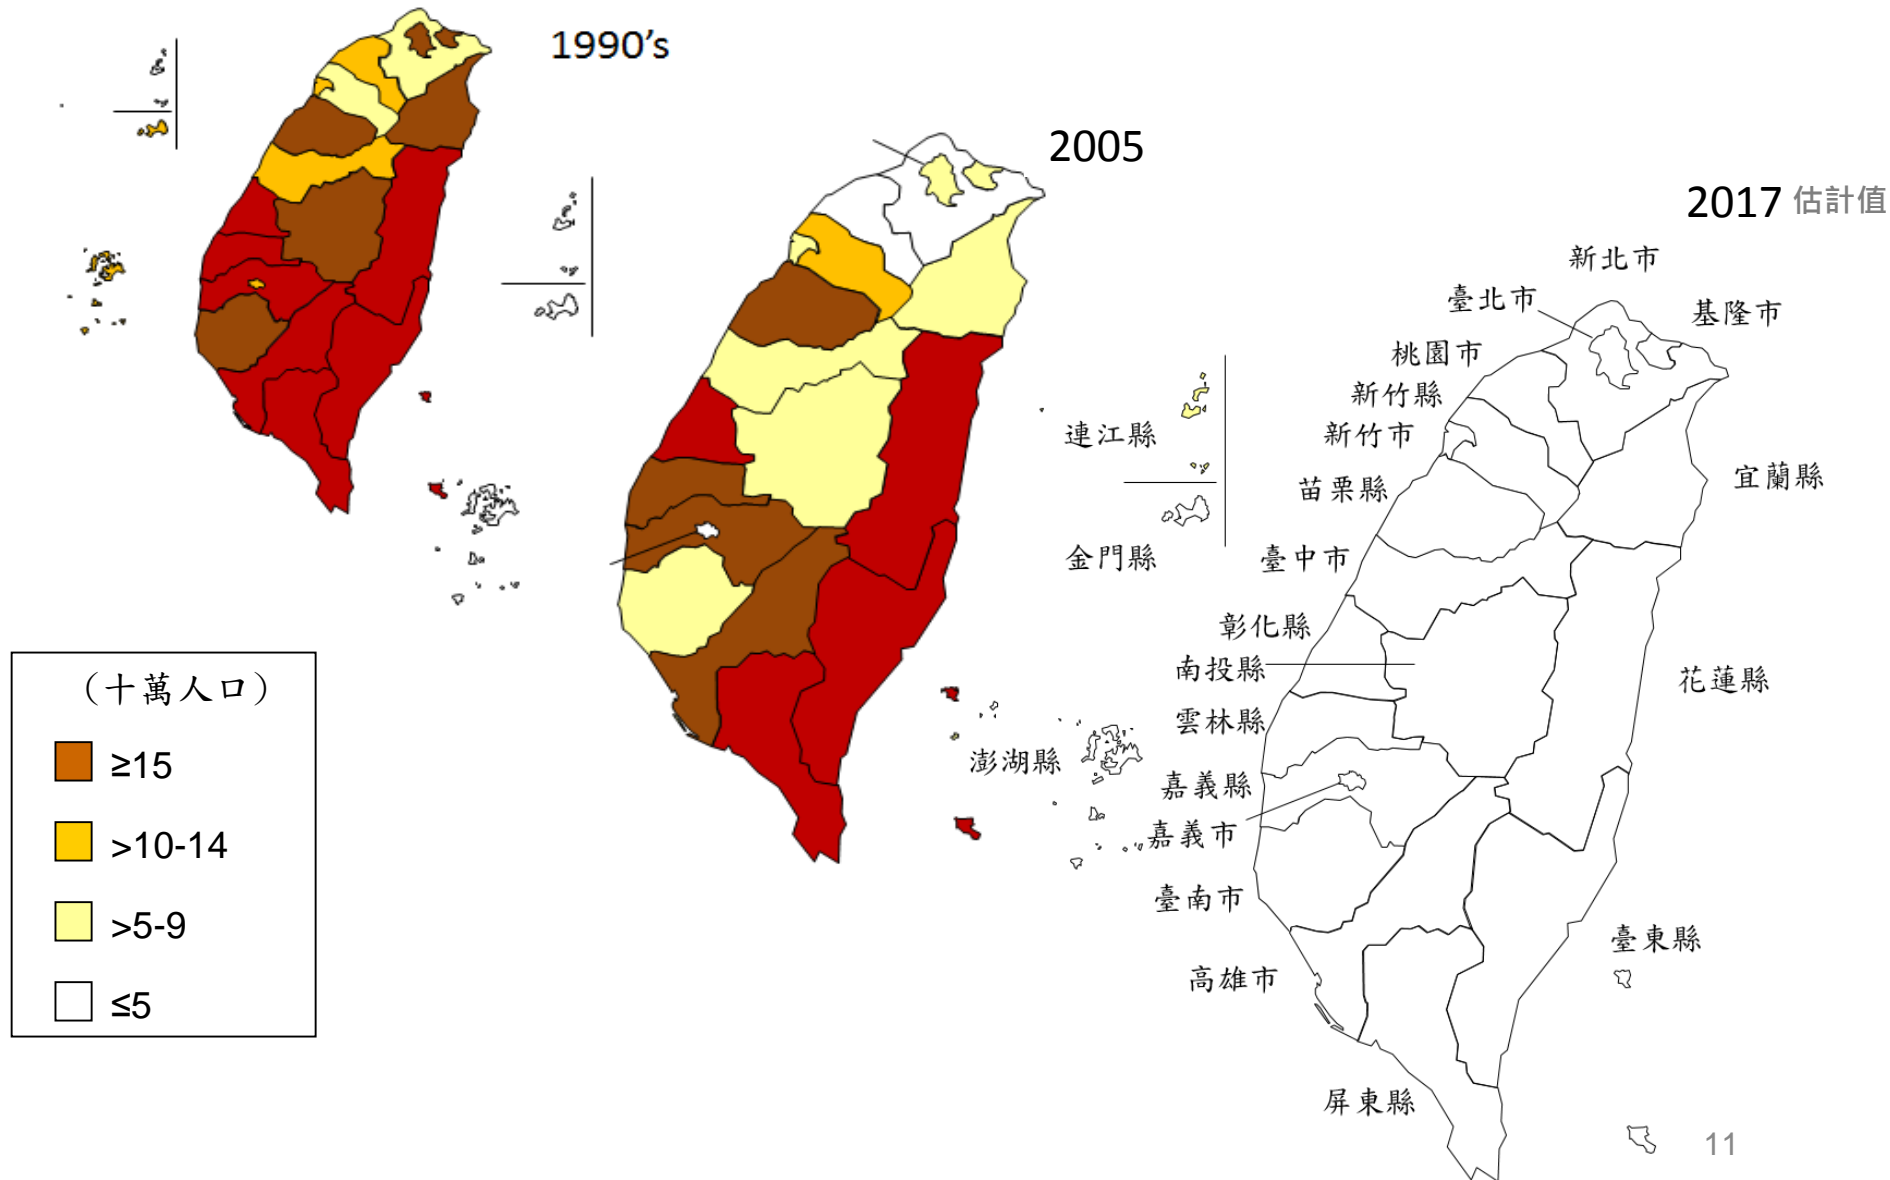 1990's
2005
2017 估計值
新北市
臺北市
基隆市
桃園市
新竹縣
新竹市
連江縣
苗栗縣
宜蘭縣
金門縣
臺中市
彰化縣
南投縣
花蓮縣
雲林縣
澎湖縣
嘉義縣
嘉義市
臺南市
臺東縣
高雄市
屏東縣
(十萬人口)
≥15
>10-14
>5-9
≤5
11